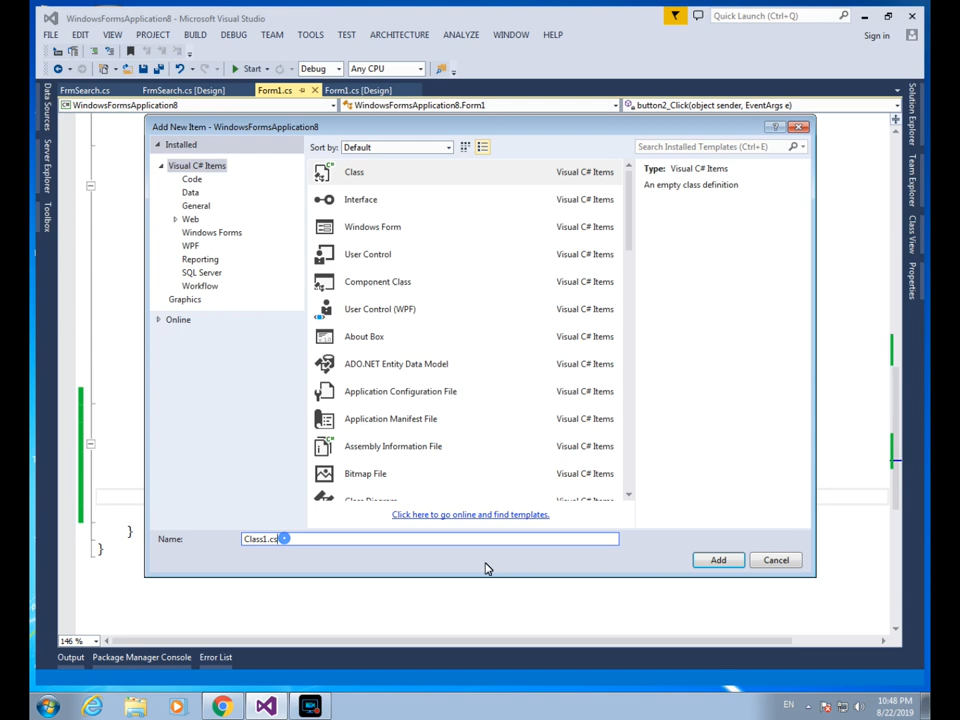 WindowsFormsApplication8 - Microsoft Visual Studio
Quick Launch (Ctrl+Q)
FILE EDIT VIEW PROJECT BUILD DEBUG TEAM TOOLS TEST ARCHITECTURE ANALYZE WINDOW HELP
Sign in
Start
Debug
Any CPU
FrmSearch.cs
FrmSearch.cs [Design]
Form1.cs
Form1.cs [Design]
WindowsFormsApplication8
WindowsFormsApplication8.Form1
button2_Click(object sender, EventArgs e)
Data Sources
Server Explorer
Toolbox
Solution Explorer
Team Explorer
Class View
Properties
Add New Item - WindowsFormsApplication8
Installed
Sort by: Default
Search Installed Templates (Ctrl+E)
Visual C# Items
Code
Data
General
Web
Windows Forms
WPF
Reporting
SQL Server
Workflow
Graphics
Online
Class Visual C# Items
Interface Visual C# Items
Windows Form Visual C# Items
User Control Visual C# Items
Component Class Visual C# Items
User Control (WPF) Visual C# Items
About Box Visual C# Items
ADO.NET Entity Data Model Visual C# Items
Application Configuration File Visual C# Items
Application Manifest File Visual C# Items
Assembly Information File Visual C# Items
Bitmap File Visual C# Items
Type: Visual C# Items
An empty class definition
Click here to go online and find templates.
Name: Class1.cs
Add
Cancel
}
}
146 %
Output
Package Manager Console
Error List
EN
10:48 PM
8/22/2019